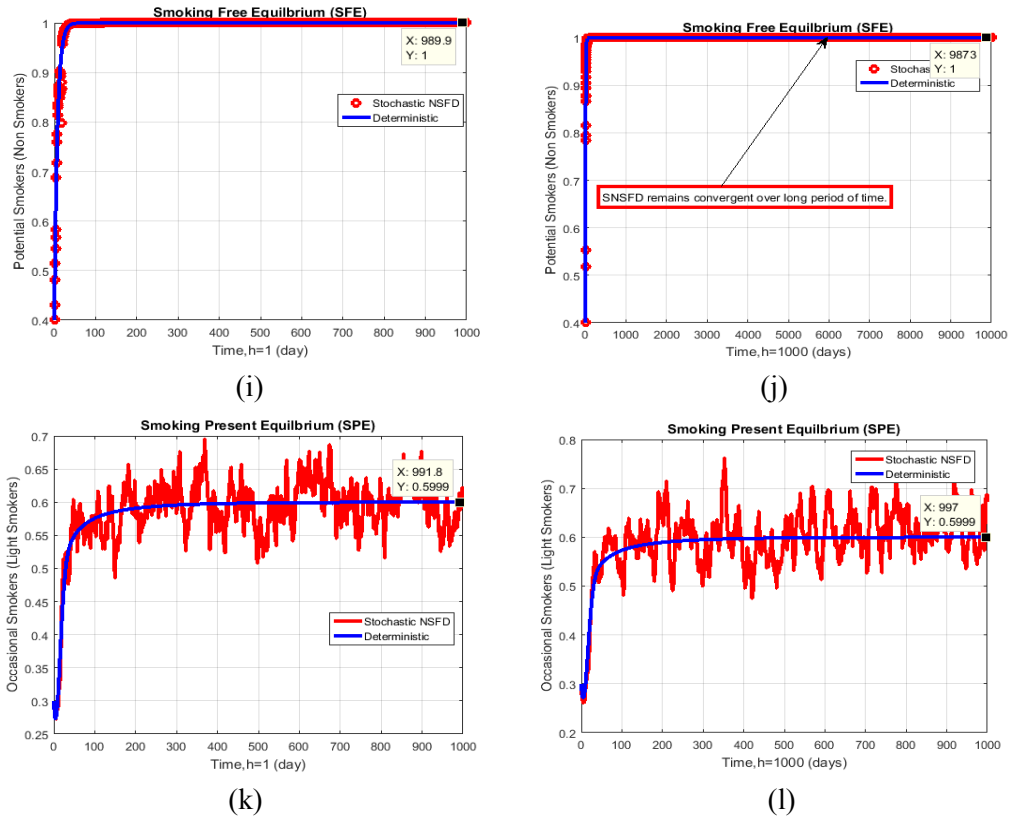 Smoking Free Equilbrium (SFE)
1
0.9
0.8
0.7
0.6
0.5
0.4
Potential Smokers (Non Smokers)
X: 989.9
Y: 1
Stochastic NSFD
Deterministic
0 100 200 300 400 500 600 700 800 900 1000
Time,h=1 (day)
(i)
Smoking Free Equilbrium (SFE)
1
0.9
0.8
0.7
0.6
0.5
0.4
Potential Smokers (Non Smokers)
X: 9873
Y: 1
Deterministic
SNSFD remains convergent over long period of time.
0 1000 2000 3000 4000 5000 6000 7000 8000 9000 10000
Time,h=1000 (days)
(j)
Smoking Present Equilbrium (SPE)
0.7
0.65
0.6
0.55
0.5
0.45
0.4
0.35
0.3
0.25
Occasional Smokers (Light Smokers)
X: 991.8
Y: 0.5999
Stochastic NSFD
Deterministic
0 100 200 300 400 500 600 700 800 900 1000
Time,h=1 (day)
(k)
Smoking Present Equilbrium (SPE)
0.8
0.7
0.6
0.5
0.4
0.3
0.2
Occasional Smokers (Light Smokers)
Stochastic NSFD
Deterministic
X: 997
Y: 0.5999
0 100 200 300 400 500 600 700 800 900 1000
Time,h=1000 (days)
(l)